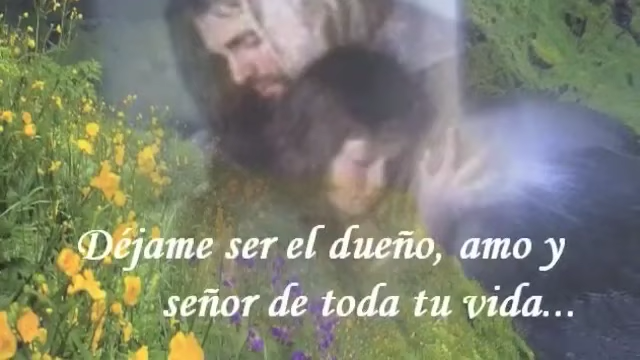 Déjame ser el dueño, amo y
señor de toda tu vida...